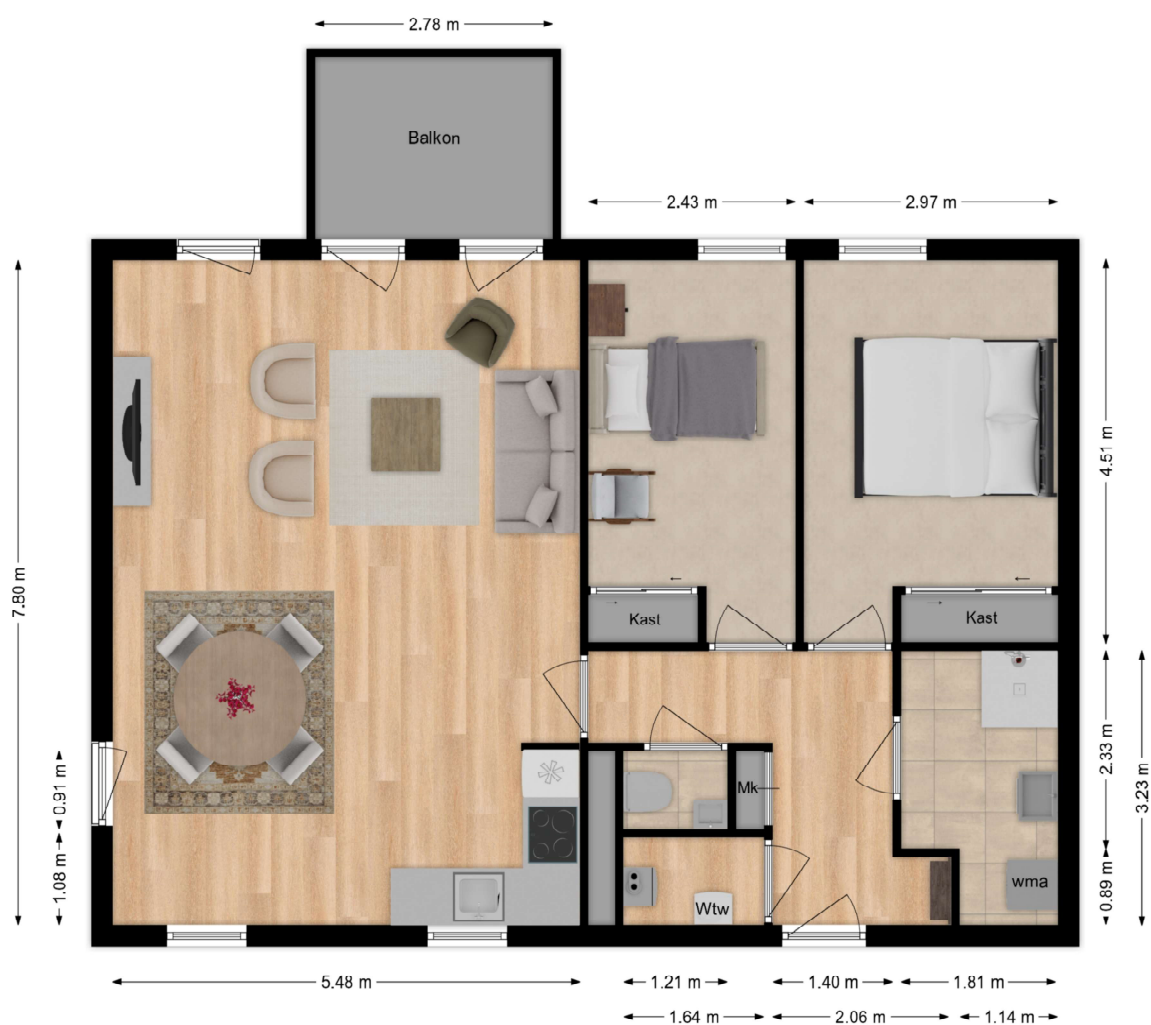 2.78 m
Balkon
2.43 m
2.97 m
7.80 m
4.51 m
Kast
Kast
0.91 m
1.08 m
Mk
2.33 m
3.23 m
wma
0.89 m
Wtw
5.48 m
1.21 m
1.40 m
1.81 m
1.64 m
2.06 m
1.14 m